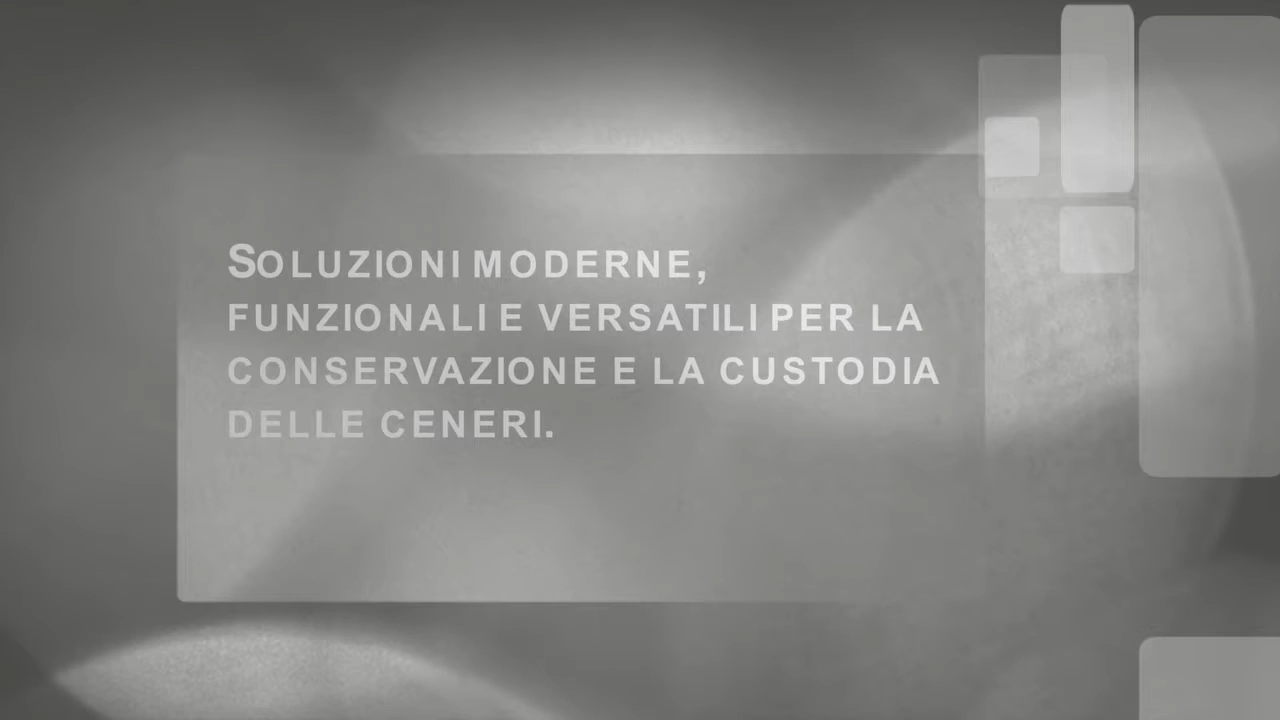 SOLUZIONI MODERNE,
FUNZIONALI E VERSATILI PER LA
CONSERVAZIONE E LA CUSTODIA
DELLE CENERI.